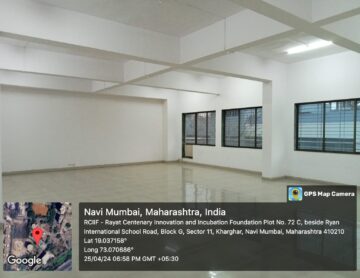 GPS Map Camera
Navi Mumbai, Maharashtra, India
RCIIF - Rayat Centenary Innovation and Incubation Foundation Plot No. 72 C, beside Ryan
International School Road, Block G, Sector 11, Kharghar, Navi Mumbai, Maharashtra 410210
Lat 19.037158°
Long 73.070686°
25/04/24 06:58 PM GMT +05:30
Google